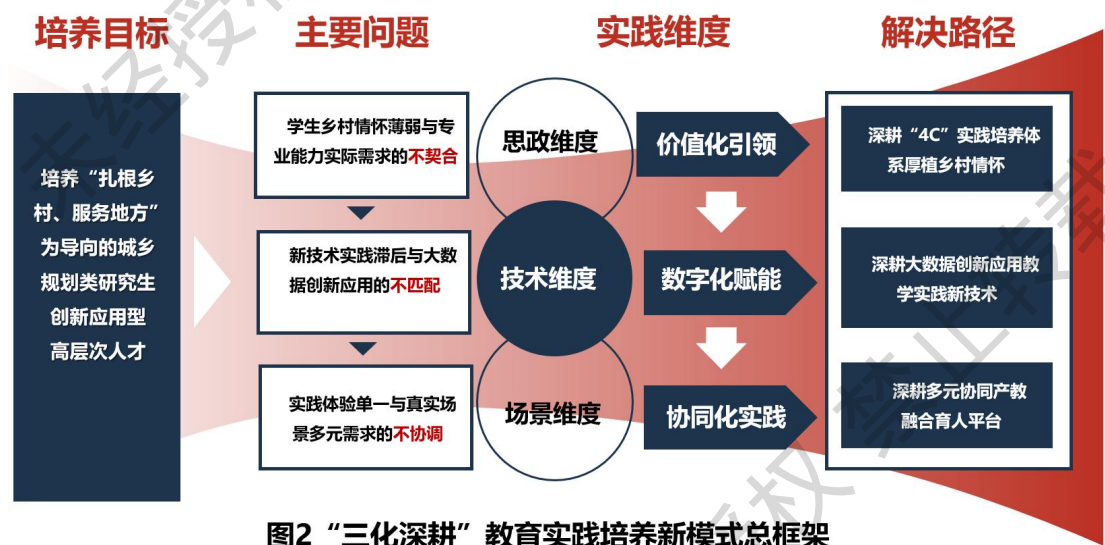 培养目标
主要问题
实践维度
解决路径
培养“扎根乡
村、服务地方”
为导向的城乡
规划类研究生
创新应用型
高层次人才
学生乡村情怀薄弱与专
业能力实际需求的不契合
新技术实践滞后与大数
据创新应用的不匹配
实践体验单一与真实场
景多元需求的不协调
思政维度
技术维度
场景维度
价值化引领
数字化赋能
协同化实践
深耕“4C”实践培养体
系厚植乡村情怀
深耕大数据创新应用教
学实践新技术
深耕多元协同产教
融合育人平台
图2“三化深耕”教育实践培养新模式总框架
未经授权 禁止转载